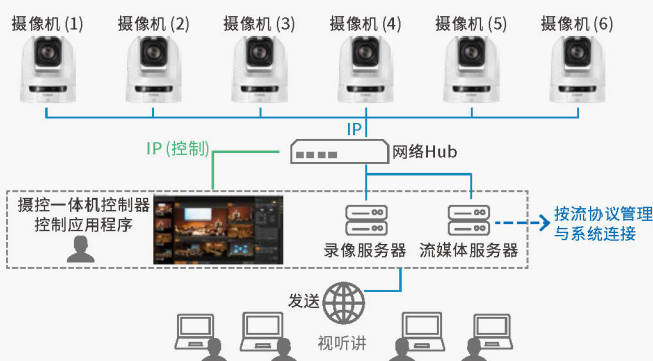 摄像机 (1)
摄像机 (2)
摄像机 (3)
摄像机 (4)
摄像机 (5)
摄像机 (6)
IP
IP (控制)
网络Hub
摄控一体机控制器
控制应用程序
录像服务器
流媒体服务器
按流协议管理
与系统连接
发送
视听讲